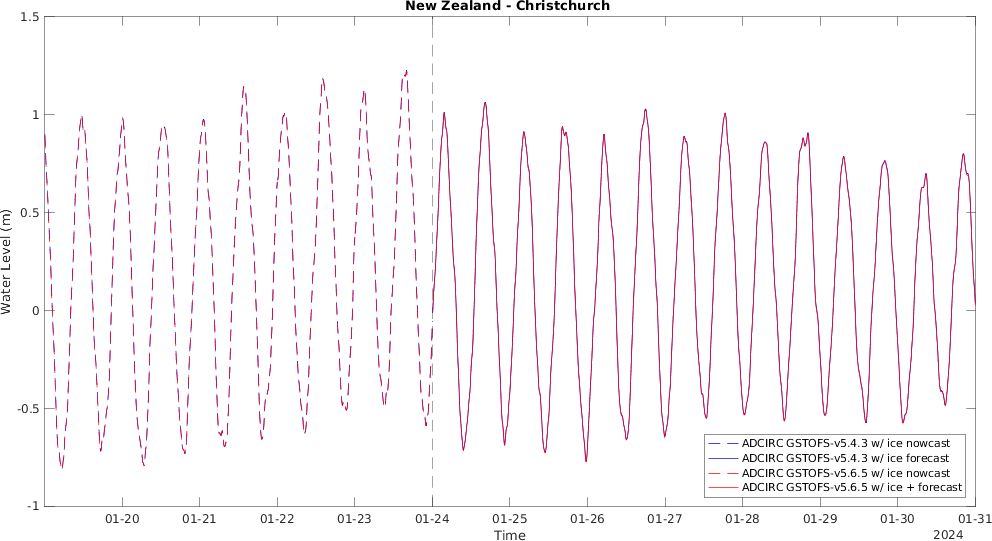 New Zealand - Christchurch
1.5
1
0.5
0
-0.5
-1
Water Level (m)
ADCIRC GSTOFS-v5.4.3 w/ ice nowcast
ADCIRC GSTOFS-v5.4.3 w/ ice forecast
ADCIRC GSTOFS-v5.6.5 w/ ice nowcast
ADCIRC GSTOFS-v5.6.5 w/ ice + forecast
01-20 01-21 01-22 01-23 01-24 01-25 01-26 01-27 01-28 01-29 01-30 01-31
Time
2024